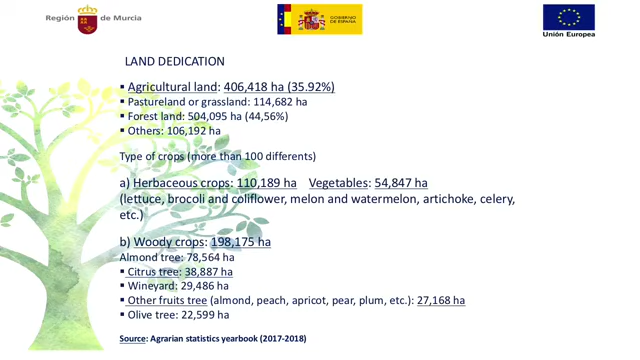 Región de Murcia
GOBIERNO
DE ESPAÑA
Unión Europea
LAND DEDICATION
▪ Agricultural land: 406,418 ha (35.92%)
▪ Pastureland or grassland: 114,682 ha
▪ Forest land: 504,095 ha (44,56%)
▪ Others: 106,192 ha
Type of crops (more than 100 differents)
a) Herbaceous crops: 110,189 ha Vegetables: 54,847 ha
(lettuce, brocoli and coliflower, melon and watermelon, artichoke, celery,
etc.)
b) Woody crops: 198,175 ha
Almond tree: 78,564 ha
▪ Citrus tree: 38,887 ha
▪ Wineyard: 29,486 ha
▪ Other fruits tree (almond, peach, apricot, pear, plum, etc.): 27,168 ha
▪ Olive tree: 22,599 ha
Source: Agrarian statistics yearbook (2017-2018)